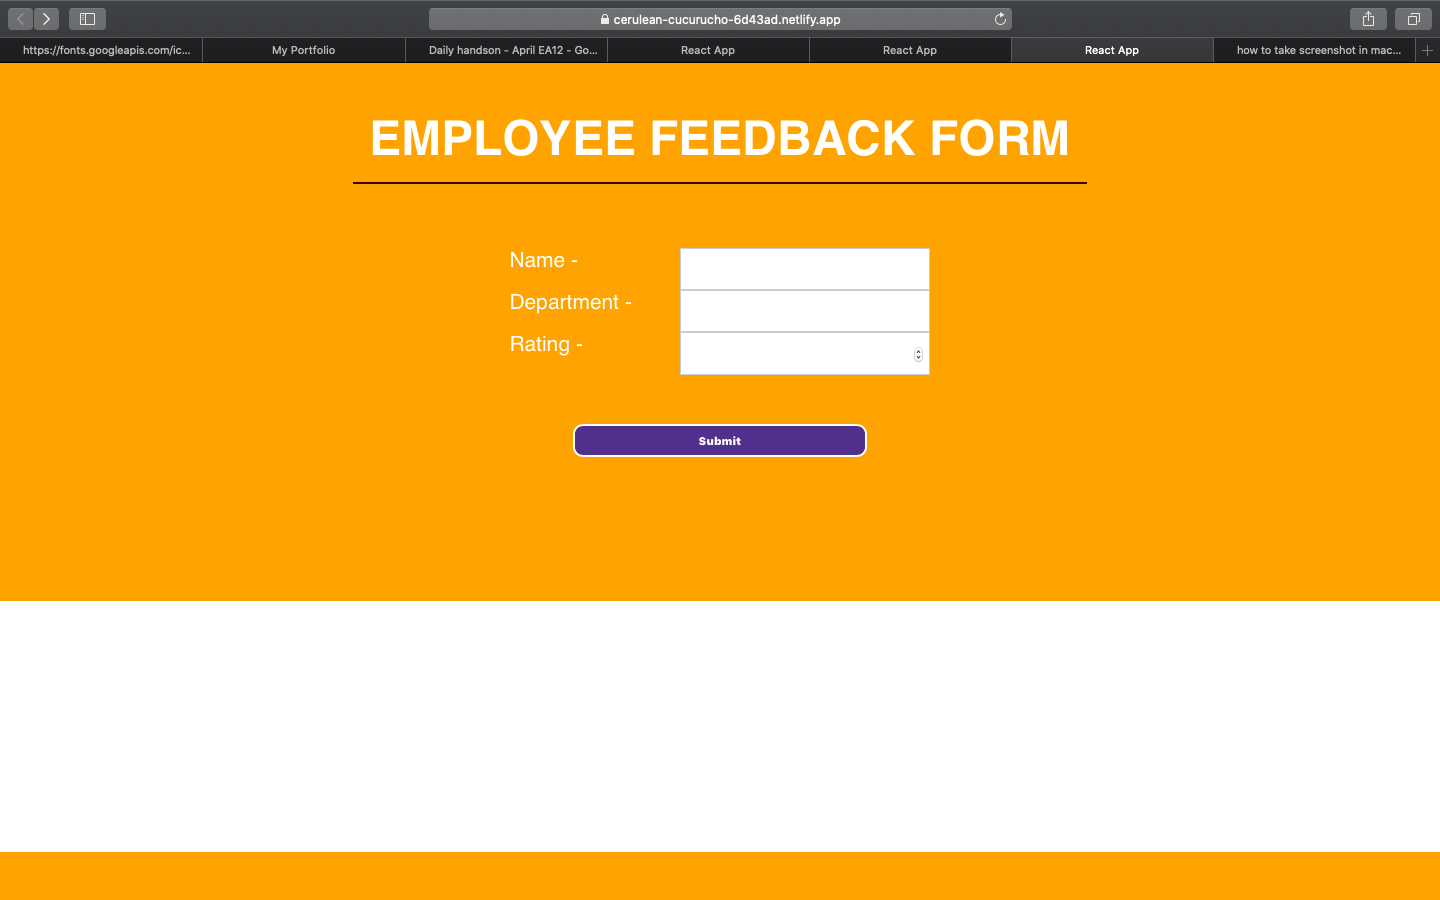 cerulean-cucurucho-6d43ad.netlify.app
https://fonts.googleapis.com/ic...
My Portfolio
Daily handson - April EA12 - Go...
React App
React App
React App
how to take screenshot in mac...
EMPLOYEE FEEDBACK FORM
Name -
Department -
Rating -
Submit